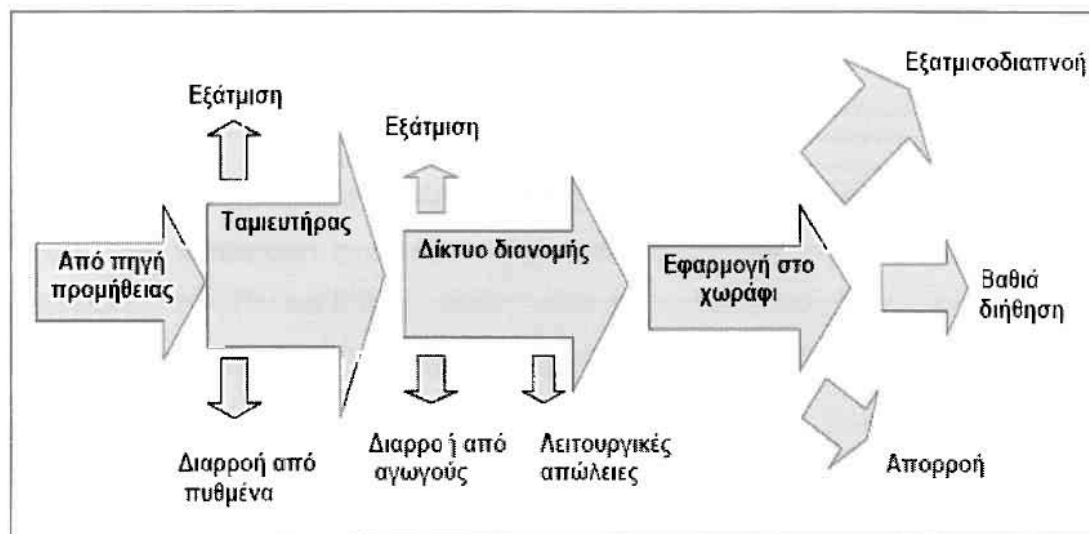 Εξάτμιση
Εξάτμιση
Εξατμισοδιαπνοή
Ταμιευτήρας
Δίκτυο διανομής
Από πηγή
προμήθειας
Εφαρμογή στο
χωράφι
Βαθιά
διήθηση
Διαρροή από
πυθμένα
Διαρροή από
αγωγούς
Λειτουργικές
απώλειες
Απορροή